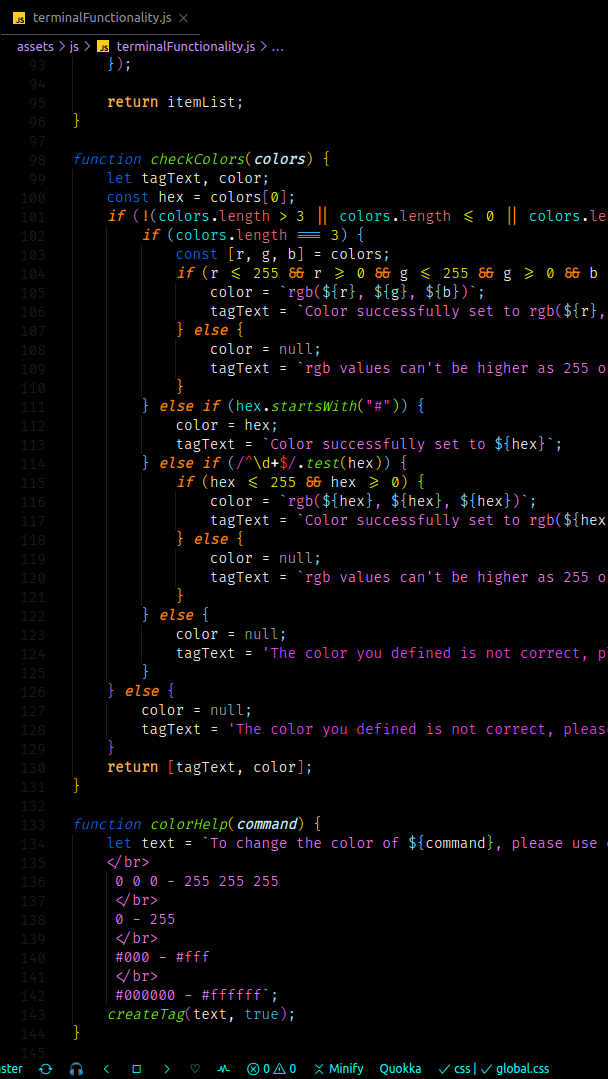 JS terminalFunctionality.js ×
assets > js > JS terminalFunctionality.js > ...
93 });
94
95 return itemList;
96 }
97
98 function checkColors(colors) {
99 let tagText, color;
100 const hex = colors[0];
101 if (!(colors.length > 3 || colors.length <= 0 || colors.le
102 if (colors.length === 3) {
103 const [r, g, b] = colors;
104 if (r <= 255 && r >= 0 && g <= 255 && g >= 0 && b
105 color = `rgb(${r}, ${g}, ${b})`;
106 tagText = `Color successfully set to rgb(${r},
107 } else {
108 color = null;
109 tagText = `rgb values can't be higher as 255 o
110 }
111 } else if (hex.startsWith("#")) {
112 color = hex;
113 tagText = `Color successfully set to ${hex}`;
114 } else if (/^\d+$/.test(hex)) {
115 if (hex <= 255 && hex >= 0) {
116 color = `rgb(${hex}, ${hex}, ${hex})`;
117 tagText = `Color successfully set to rgb(${hex
118 } else {
119 color = null;
120 tagText = `rgb values can't be higher as 255 o
121 }
122 } else {
123 color = null;
124 tagText = 'The color you defined is not correct, pl
125 }
126 } else {
127 color = null;
128 tagText = 'The color you defined is not correct, pleas
129 }
130 return [tagText, color];
131 }
132
133 function colorHelp(command) {
134 let text = `To change the color of ${command}, please use
135 </br>
136 0 0 0 - 255 255 255
137 </br>
138 0 - 255
139 </br>
140 #000 - #fff
141 </br>
142 #000000 - #ffffff`;
143 createTag(text, true);
144 }
145
ster 0 0 Minify Quokka ✓ css | ✓ global.css